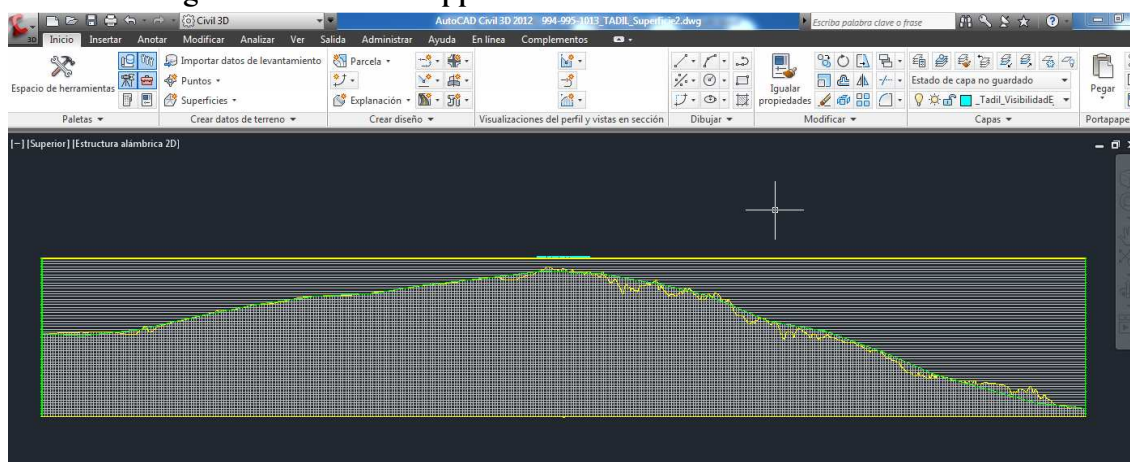 Civil 3D AutoCAD Civil 3D 2012 994-995-1013_TADIL_Superficie2.dwg Escriba palabra clave o frase
3D Inicio Insertar Anotar Modificar Analizar Ver Salida Administrar Ayuda En línea Complementos
Espacio de herramientas
Importar datos de levantamiento
Puntos
Superficies
Parcela
Explanación
Igualar propiedades
Estado de capa no guardado
_Tadil_VisibilidadE
Pegar
Paletas Crear datos de terreno Crear diseño Visualizaciones del perfil y vistas en sección Dibujar Modificar Capas Portapape
[–] [Superior] [Estructura alámbrica 2D]